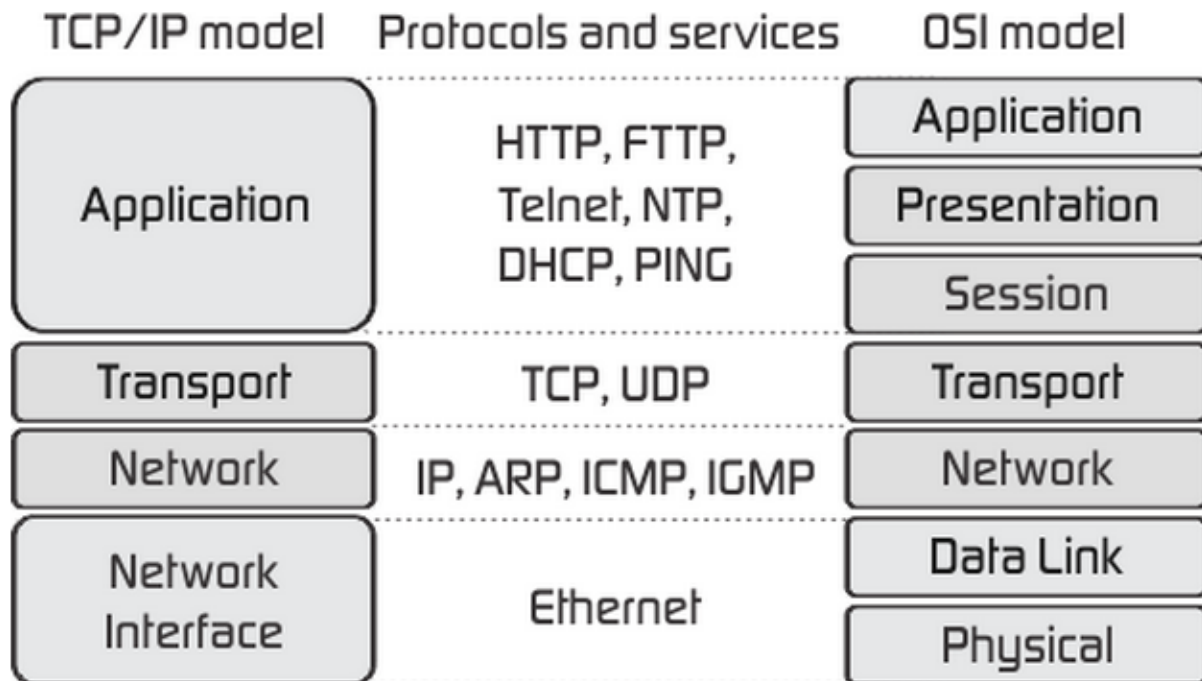 TCP/IP model
Protocols and services
OSI model
Application
HTTP, FTTP,
Telnet, NTP,
DHCP, PING
Application
Presentation
Session
Transport
TCP, UDP
Transport
Network
IP, ARP, ICMP, IGMP
Network
Network
Interface
Ethernet
Data Link
Physical